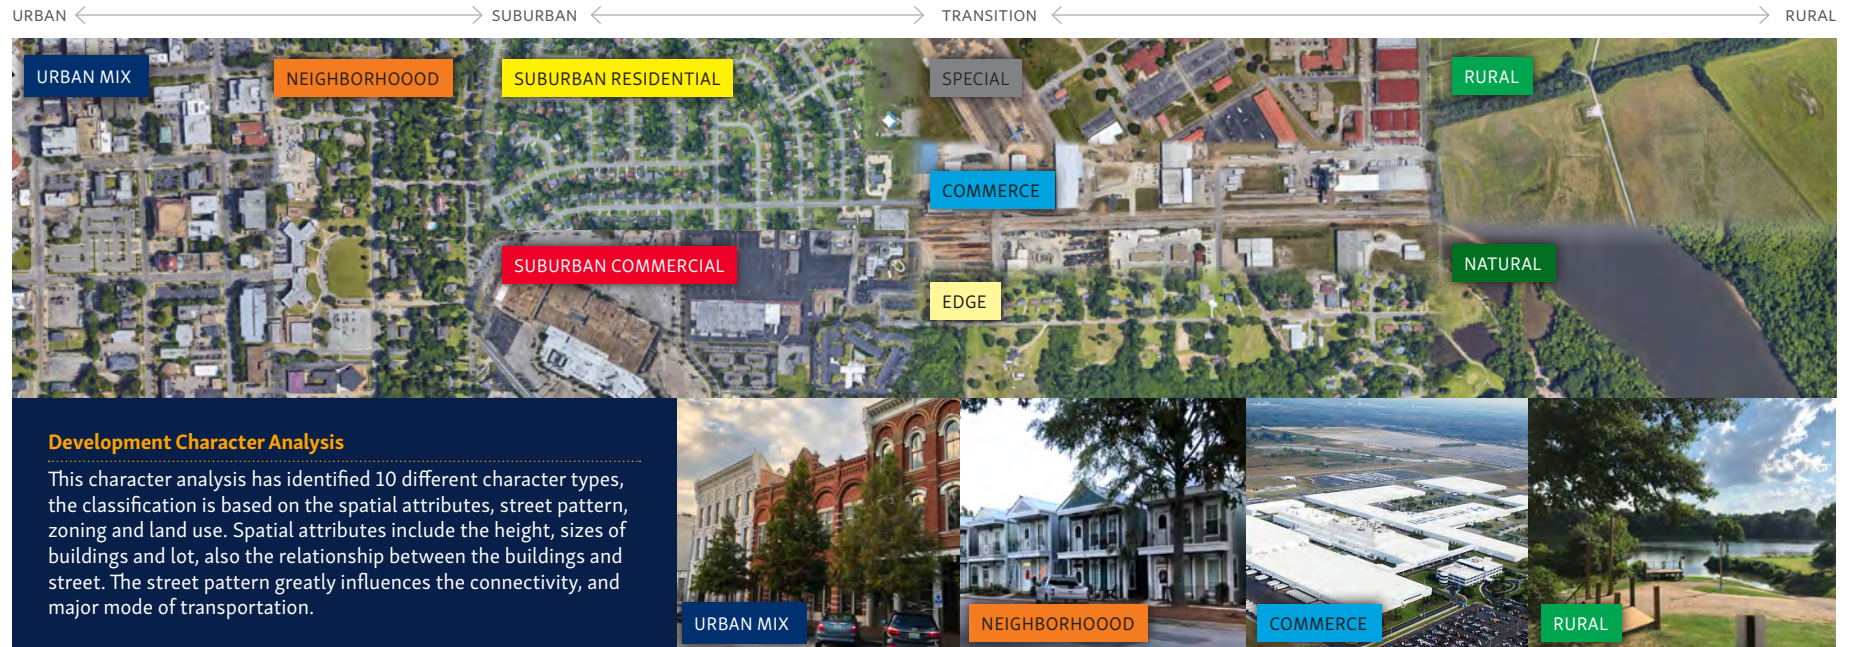 URBAN
SUBURBAN
TRANSITION
RURAL
URBAN MIX
NEIGHBORHOOOD
SUBURBAN RESIDENTIAL
SPECIAL
RURAL
COMMERCE
SUBURBAN COMMERCIAL
NATURAL
EDGE
Development Character Analysis
This character analysis has identified 10 different character types,
the classification is based on the spatial attributes, street pattern,
zoning and land use. Spatial attributes include the height, sizes of
buildings and lot, also the relationship between the buildings and
street. The street pattern greatly influences the connectivity, and
major mode of transportation.
URBAN MIX
NEIGHBORHOOOD
COMMERCE
RURAL